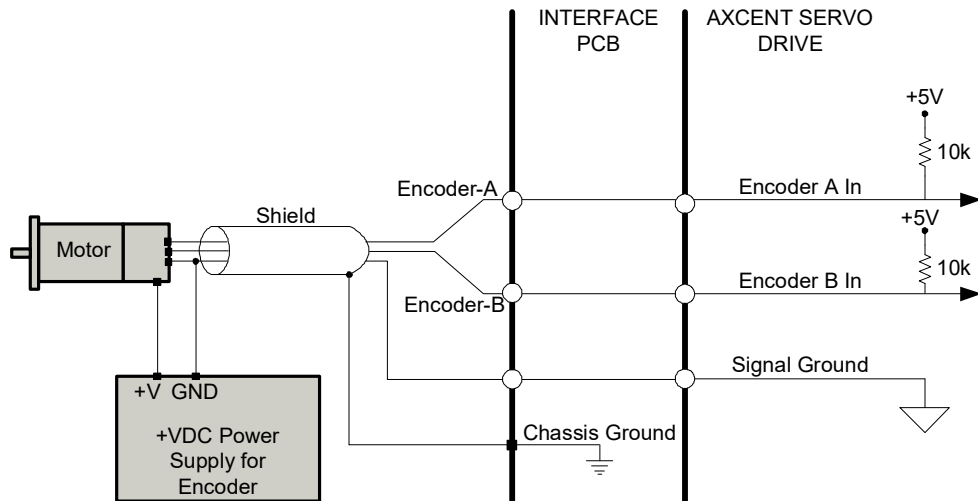 INTERFACE
PCB
AXCENT SERVO
DRIVE
+5V
10k
Encoder-A
Encoder A In
Shield
+5V
Motor
10k
Encoder B In
Encoder-B
Signal Ground
+V GND
Chassis Ground
+VDC Power
Supply for
Encoder